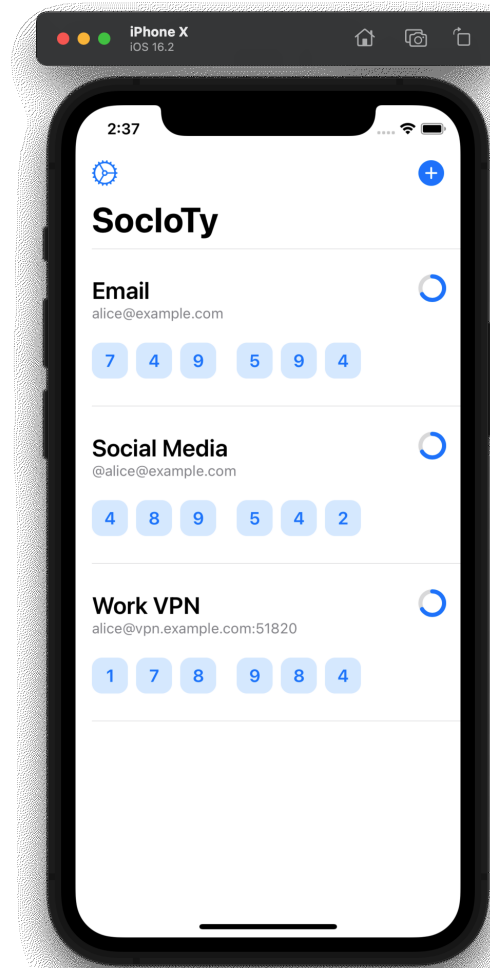 iPhone X
iOS 16.2
2:37
SocIoTy
Email
alice@example.com
7 4 9 5 9 4
Social Media
@alice@example.com
4 8 9 5 4 2
Work VPN
alice@vpn.example.com:51820
1 7 8 9 8 4